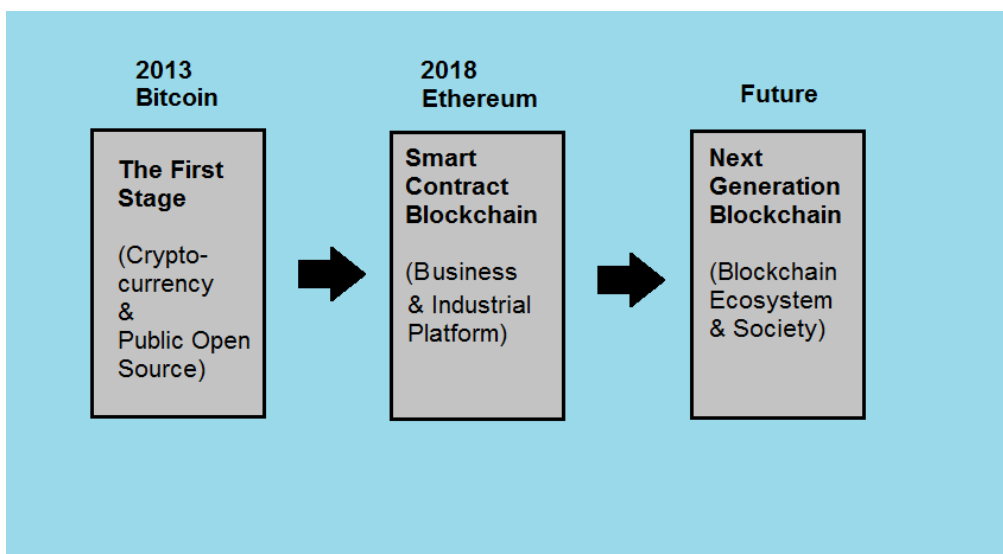 2013
Bitcoin
The First
Stage
(Crypto-
currency
&
Public Open
Source)
2018
Ethereum
Smart
Contract
Blockchain
(Business
& Industrial
Platform)
Future
Next
Generation
Blockchain
(Blockchain
Ecosystem
& Society)